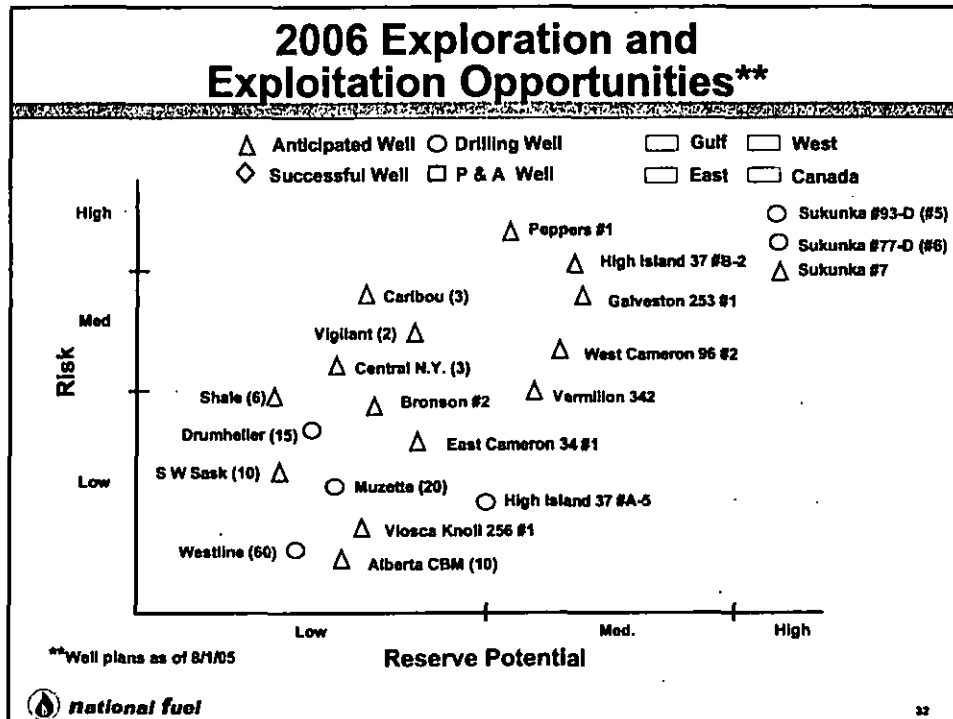 2006 Exploration and
Exploitation Opportunities**
Anticipated Well Drilling Well Gulf West
Successful Well P & A Well East Canada
High
Sukunka #93-D (#5)
Peppers #1
Sukunka #77-D (#6)
High Island 37 #B-2
Sukunka #7
Caribou (3)
Galveston 253 #1
Med
Vigilant (2)
West Cameron 96 #2
Risk
Central N.Y. (3)
Shale (6)
Bronson #2
Vermilion 342
Drumheller (15)
East Cameron 34 #1
S W Sask (10)
Low
Muzette (20)
High Island 37 #A-5
Viosca Knoll 256 #1
Westline (60)
Alberta CBM (10)
Low Med. High
**Well plans as of 8/1/05
Reserve Potential
national fuel
32